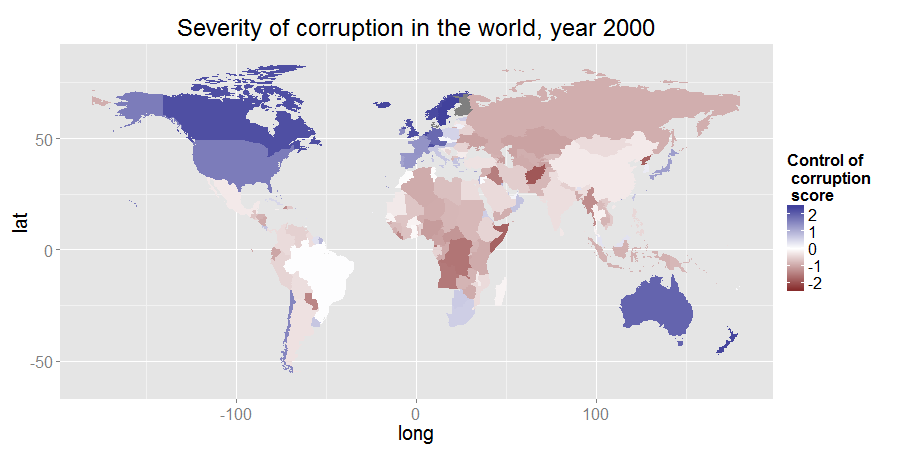 Severity of corruption in the world, year 2000
lat
50
0
-50
-100
0
100
long
Control of
corruption
score
2
1
0
-1
-2